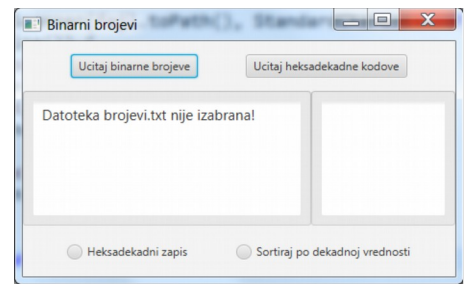 Binarni brojevi
Ucitaj binarne brojeve
Ucitaj heksadekadne kodove
Datoteka brojevi.txt nije izabrana!
Heksadekadni zapis
Sortiraj po dekadnoj vrednosti